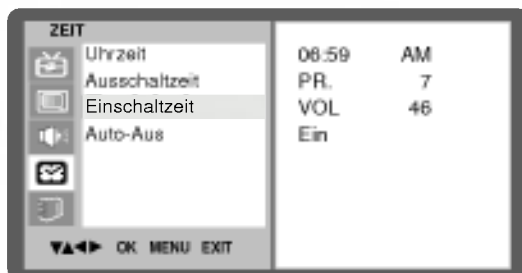 ZEIT
Uhrzeit
Ausschaltzeit
Einschaltzeit
Auto-Aus
06:59 AM
PR. 7
VOL 46
Ein
▼▲◀▶ OK MENU EXIT